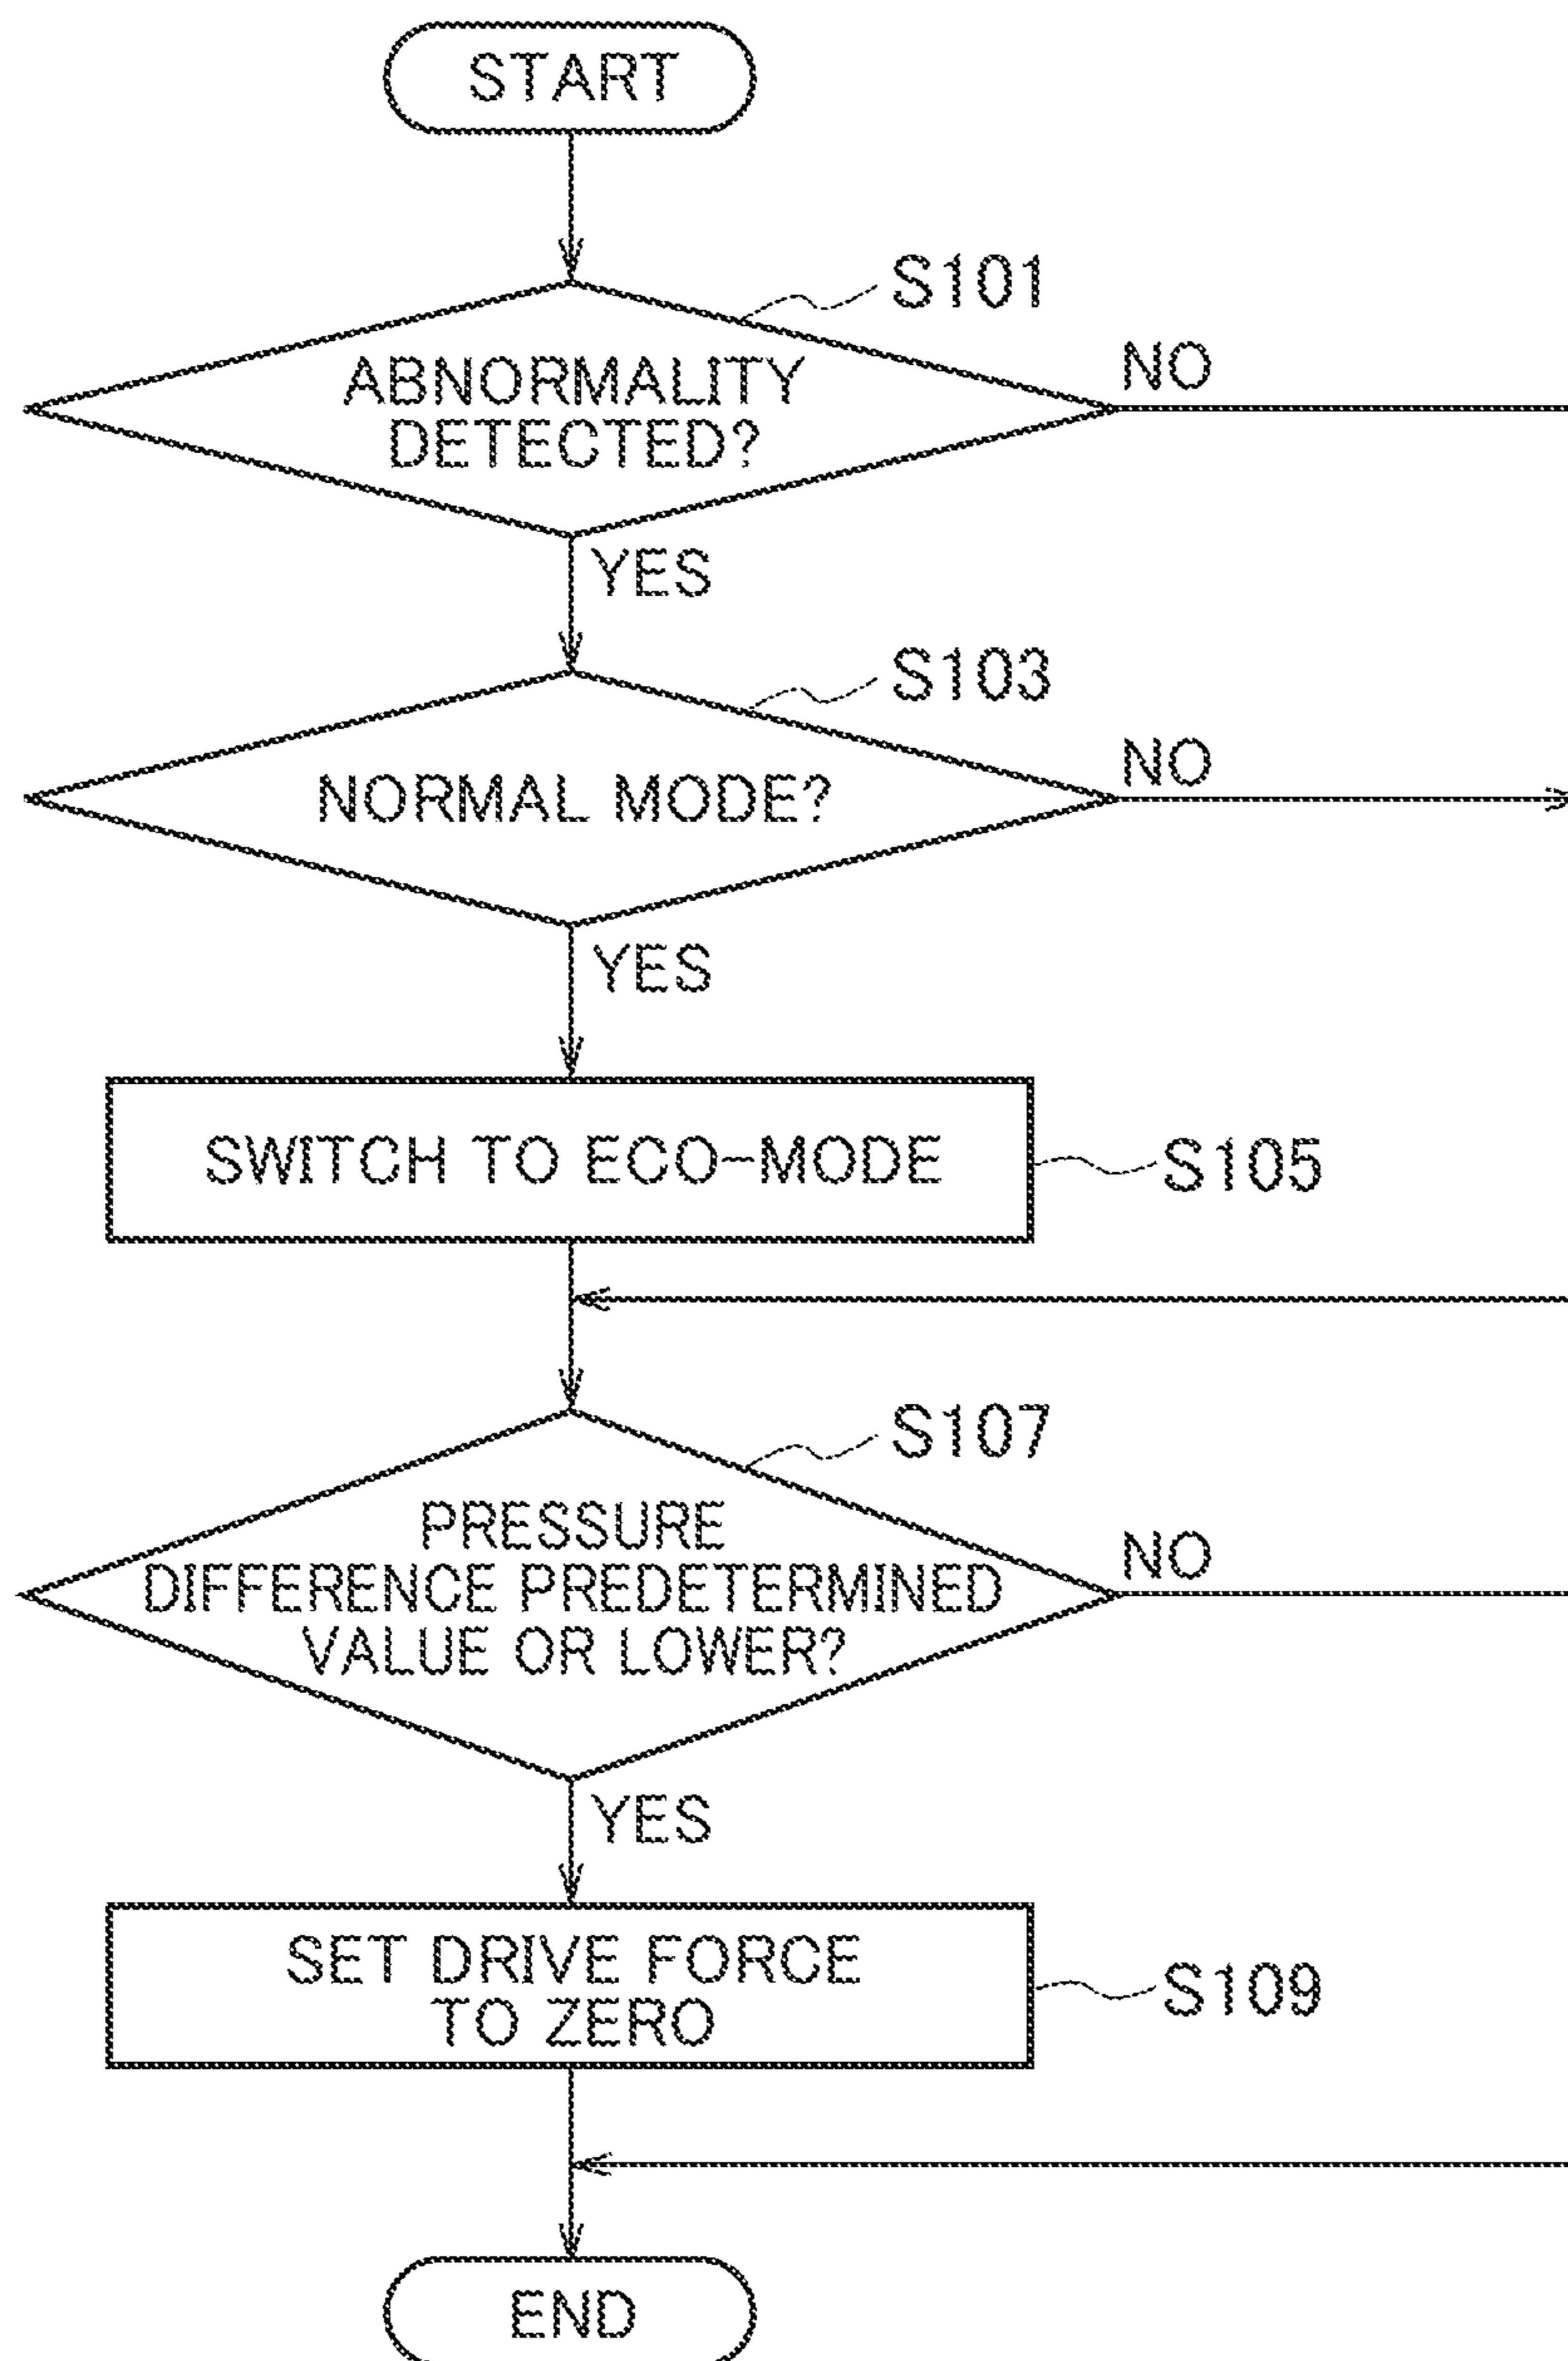 START
S101
ABNORMALITY
DETECTED?
NO
YES
S103
NORMAL MODE?
NO
YES
SWITCH TO ECO-MODE
S105
S107
PRESSURE
DIFFERENCE PREDETERMINED
VALUE OR LOWER?
NO
YES
SET DRIVE FORCE
TO ZERO
S109
END